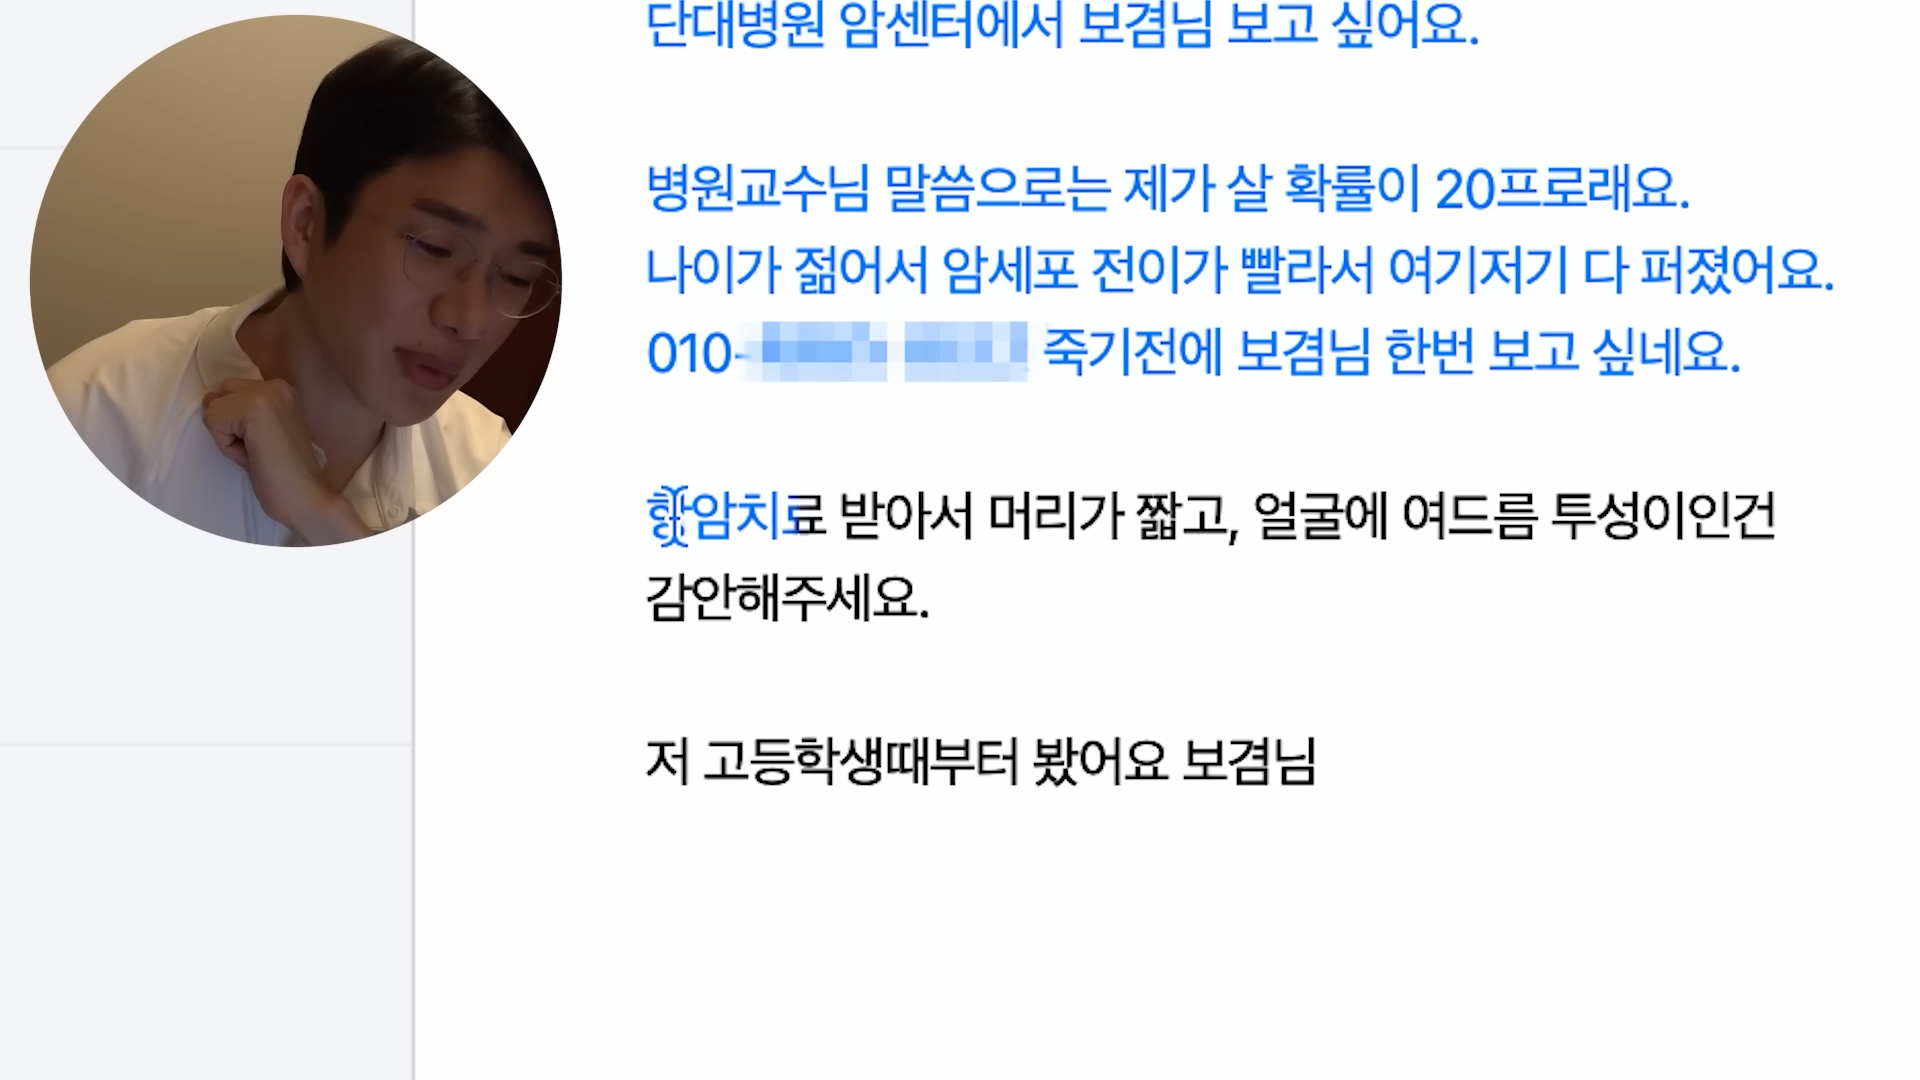 단대병원 암센터에서 보겸님 보고 싶어요.
병원교수님 말씀으로는 제가 살 확률이 20프로래요.
나이가 젊어서 암세포 전이가 빨라서 여기저기 다 퍼졌어요.
010- 죽기전에 보겸님 한번 보고 싶네요.
항암치료 받아서 머리가 짧고, 얼굴에 여드름 투성이인건
감안해주세요.
저 고등학생때부터 봤어요 보겸님